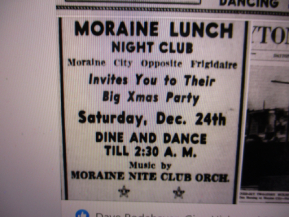 DANCING
MORAINE LUNCH
NIGHT CLUB
Moraine City Opposite Frigidaire
Invites You to Their
Big Xmas Party
Saturday, Dec. 24th
DINE AND DANCE
TILL 2:30 A. M.
Music by
MORAINE NITE CLUB ORCH.